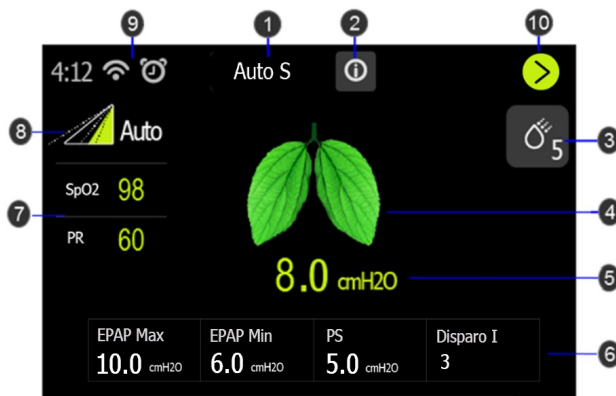 9
1
2
10
4:12
Auto S
8
Auto
5
3
SpO2 98
7
PR 60
4
8.0 cmH2O
5
EPAP Max
10.0 cmH2O
EPAP Min
6.0 cmH2O
PS
5.0 cmH2O
Disparo I
3
6